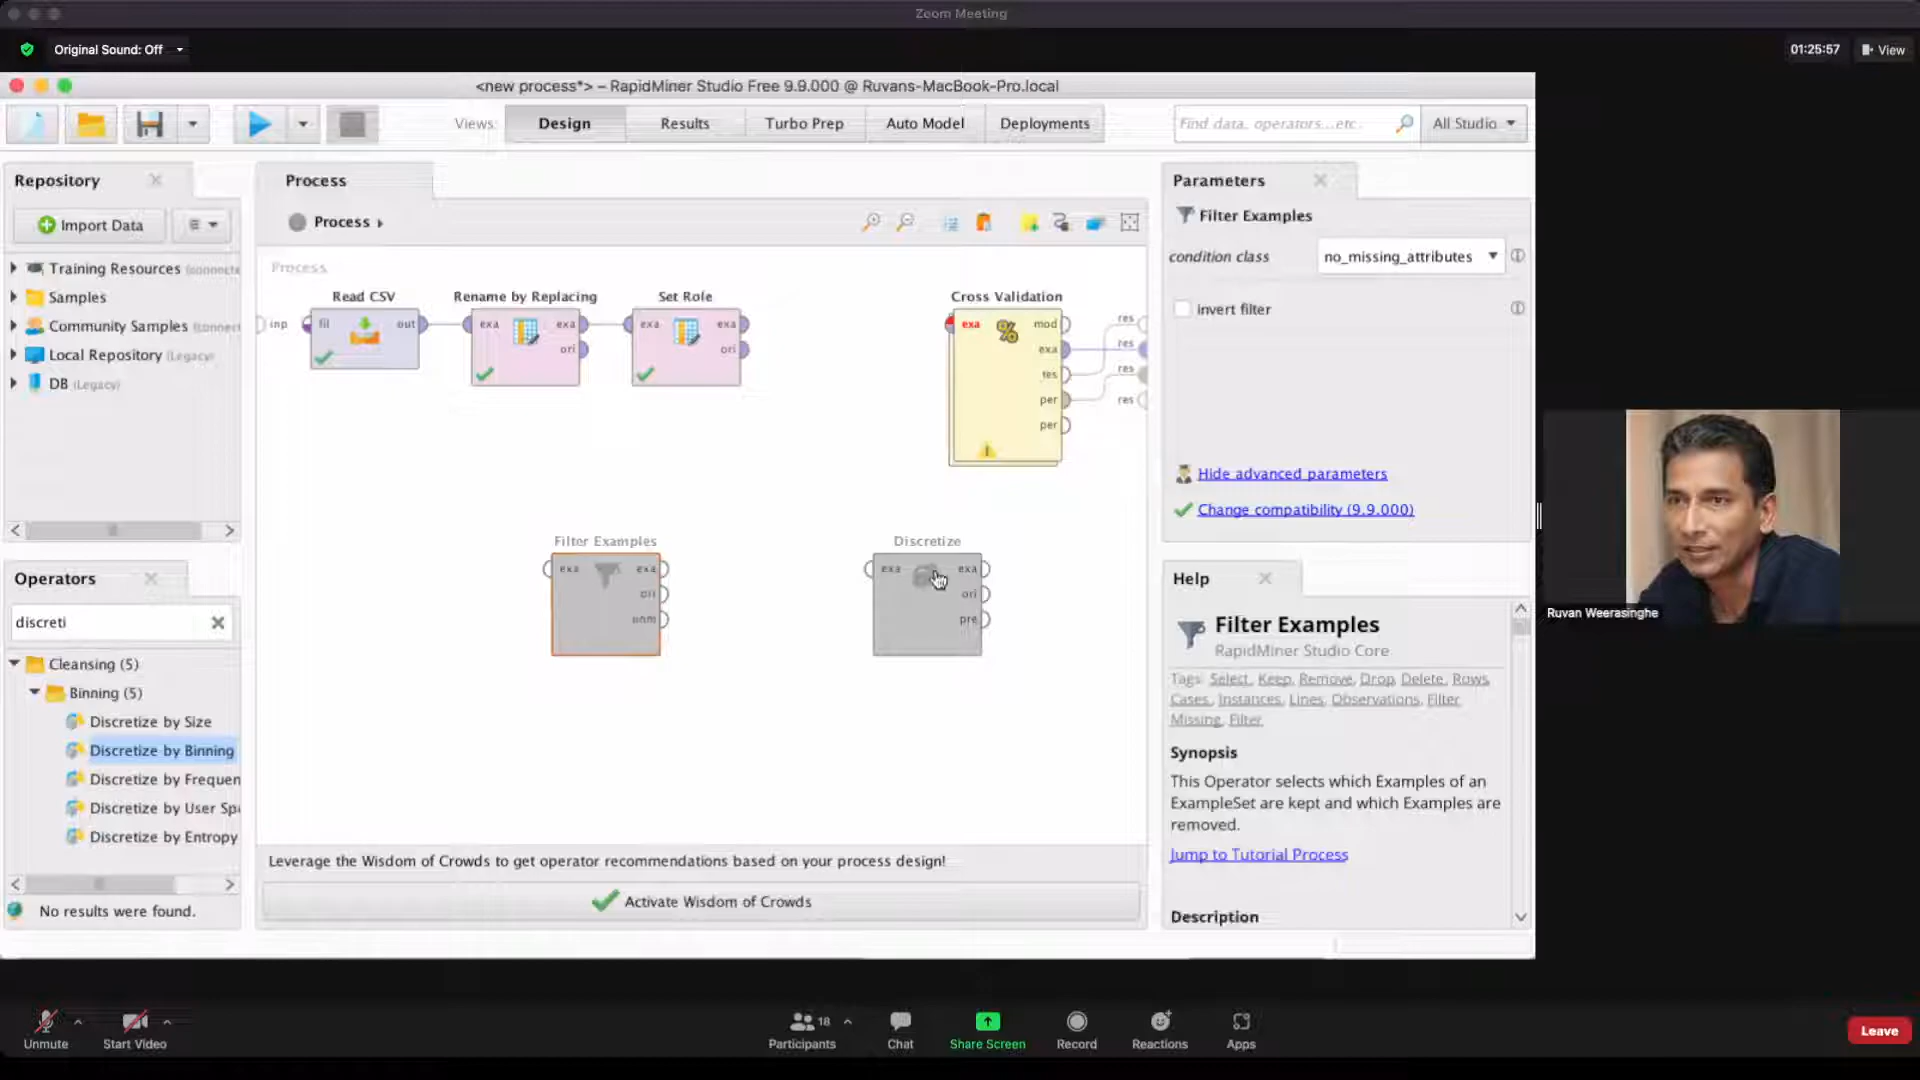 Zoom Meeting
Original Sound: Off
01:25:57
View
<new process*> – RapidMiner Studio Free 9.9.000 @ Ruvans-MacBook-Pro.local
Views:
Design
Results
Turbo Prep
Auto Model
Deployments
Find data, operators...etc.
All Studio
Repository
Import Data
Training Resources (connecte
Samples
Community Samples (connect
Local Repository (Legacy)
DB (Legacy)
Operators
discreti
Cleansing (5)
Binning (5)
Discretize by Size
Discretize by Binning
Discretize by Frequen
Discretize by User Spe
Discretize by Entropy
No results were found.
Process
Process
Process
inp
Read CSV
fil
out
Rename by Replacing
exa
exa
ori
Set Role
exa
exa
ori
Cross Validation
exa
mod
exa
tes
per
per
res
res
res
res
Filter Examples
exa
exa
ori
unm
Discretize
exa
exa
ori
pre
Leverage the Wisdom of Crowds to get operator recommendations based on your process design!
Activate Wisdom of Crowds
Parameters
Filter Examples
condition class
no_missing_attributes
invert filter
Hide advanced parameters
Change compatibility (9.9.000)
Help
Filter Examples
RapidMiner Studio Core
Tags: Select, Keep, Remove, Drop, Delete, Rows,
Cases, Instances, Lines, Observations, Filter
Missing, Filter
Synopsis
This Operator selects which Examples of an
ExampleSet are kept and which Examples are
removed.
Jump to Tutorial Process
Description
Ruvan Weerasinghe
Unmute
Start Video
Participants
18
Chat
Share Screen
Record
Reactions
Apps
Leave